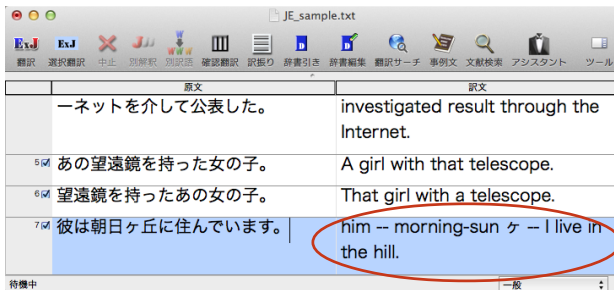 JE_sample.txt
翻訳 選択翻訳 中止 別解釈 別訳語 確認翻訳 訳振り 辞書引き 辞書編集 翻訳サーチ 事例文 文献検索 アシスタント ツール
原文 訳文
ーネットを介して公表した。 investigated result through the
Internet.
5 あの望遠鏡を持った女の子。 A girl with that telescope.
6 望遠鏡を持ったあの女の子。 That girl with a telescope.
7 彼は朝日ヶ丘に住んでいます。 him -- morning-sun ヶ -- I live in
the hill.
待機中 一般